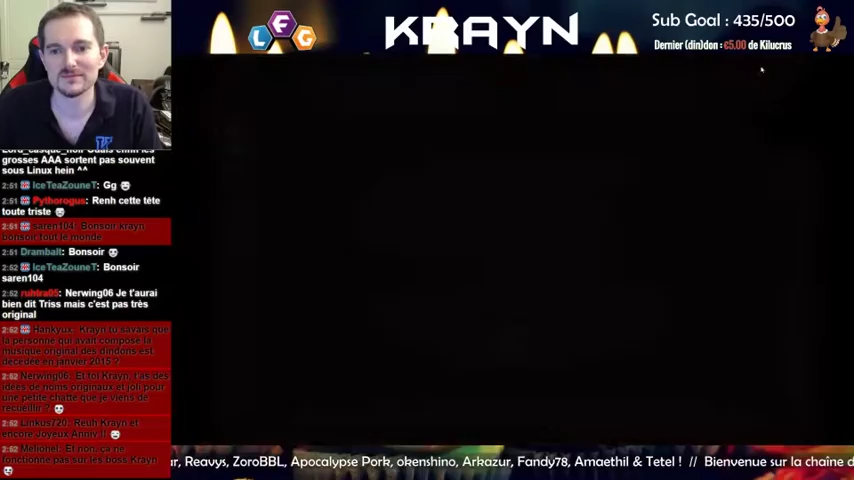 LFG
KRAYN
Sub Goal : 435/500
Dernier (din)don : €5.00 de Kilucrus
grosses AAA sortent pas souvent
sous Linux hein ^^
2:51 IceTeaZouneT: Gg
2:51 Pythorogus: Renh cette tête
toute triste
2:51 saren104: Bonsoir krayn
bonsoir tout le monde
2:51 Drambait: Bonsoir
2:52 IceTeaZouneT: Bonsoir
saren104
2:52 ruhtra05: Nerwing06 Je t'aurai
bien dit Triss mais c'est pas très
original
2:52 Hankyux: Krayn tu savais que
la personne qui avait composé la
musique original des dindons est
décédée en janvier 2015 ?
2:52 Nerwing06: Et toi Krayn, t'as des
idées de noms originaux et joli pour
une petite chatte que je viens de
recueillir ?
2:52 Linkus720: Reuh Krayn et
encore Joyeux Anniv !!
2:52 Melionel: Et non, ça ne
fonctionne pas sur les boss Krayn
ur, Reavys, ZoroBBL, Apocalypse Pork, okenshino, Arkazur, Fandy78, Amaethil & Tetel ! // Bienvenue sur la chaîne d